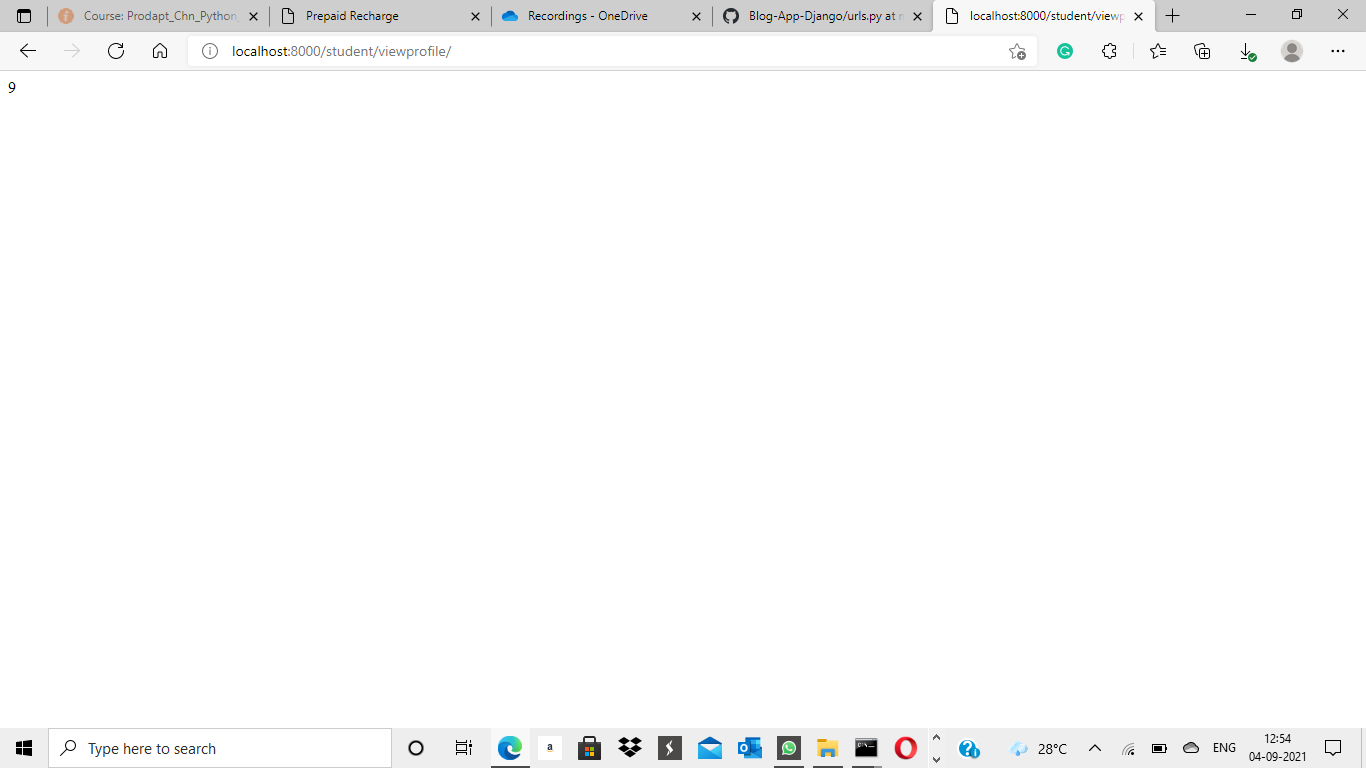 Course: Prodapt_Chn_Python
Prepaid Recharge
Recordings - OneDrive
Blog-App-Django/urls.py at
localhost:8000/student/viewp
localhost:8000/student/viewprofile/
9
Type here to search
a
28°C
ENG
12:54
04-09-2021